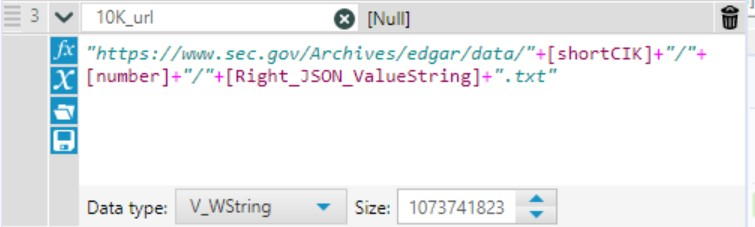 3 10K_url [Null]
fx "https://www.sec.gov/Archives/edgar/data/"+[shortCIK]+"/"+
X [number]+"/"+[Right_JSON_ValueString]+".txt"
Data type: V_WString Size: 1073741823